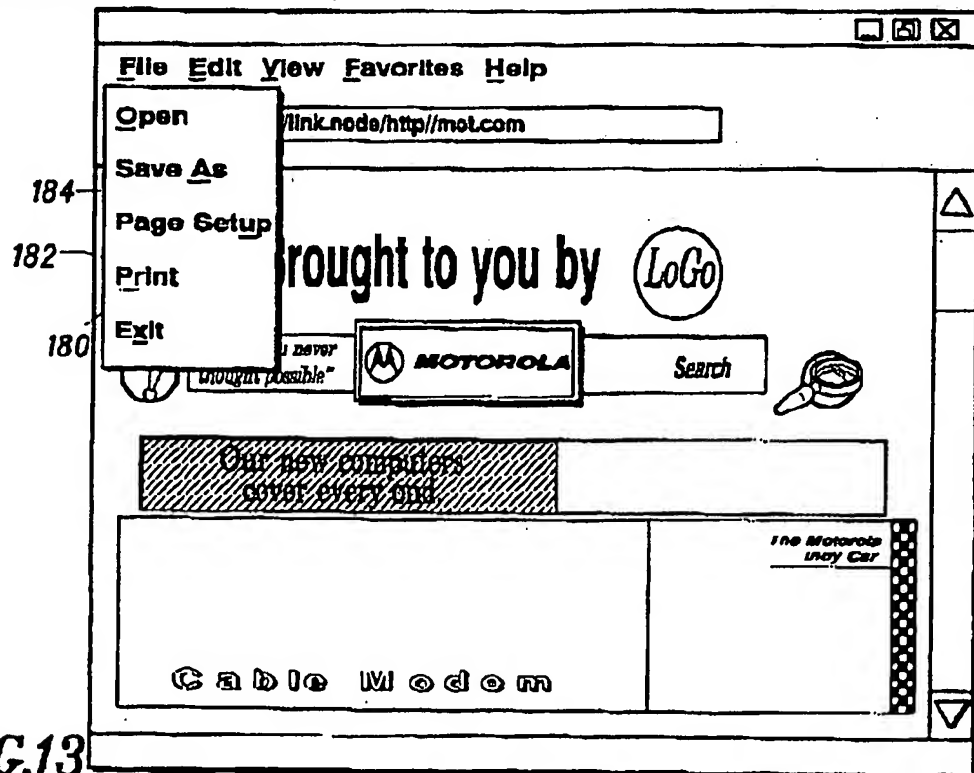 File Edit View Favorites Help
Open
/link.node/http//mot.com
Save As
184
Page Setup
182
rought to you by LoGo
Print
180
Exit
u never
thought possible"
MOTOROLA
Search
Our new computers
cover every end.
The Motorola
Indy Car
Cable Modem
G.13